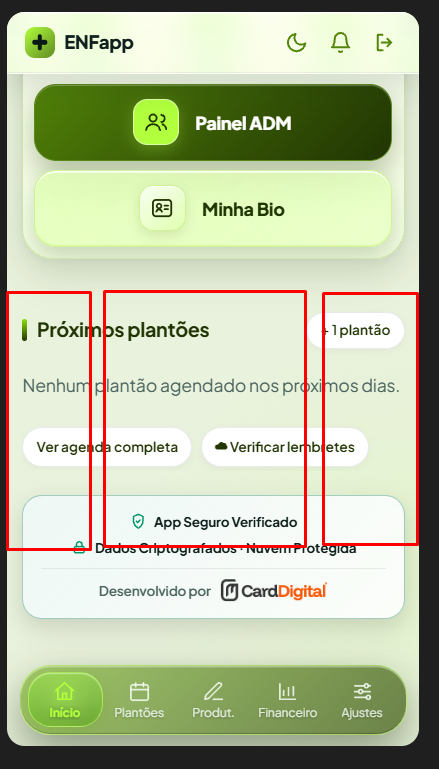 ENFapp
Painel ADM
Minha Bio
Próximos plantões
+ 1 plantão
Nenhum plantão agendado nos próximos dias.
Ver agenda completa
Verificar lembretes
App Seguro Verificado
Dados Criptografados · Nuvem Protegida
Desenvolvido por CardDigital
Início Plantões Produt. Financeiro Ajustes